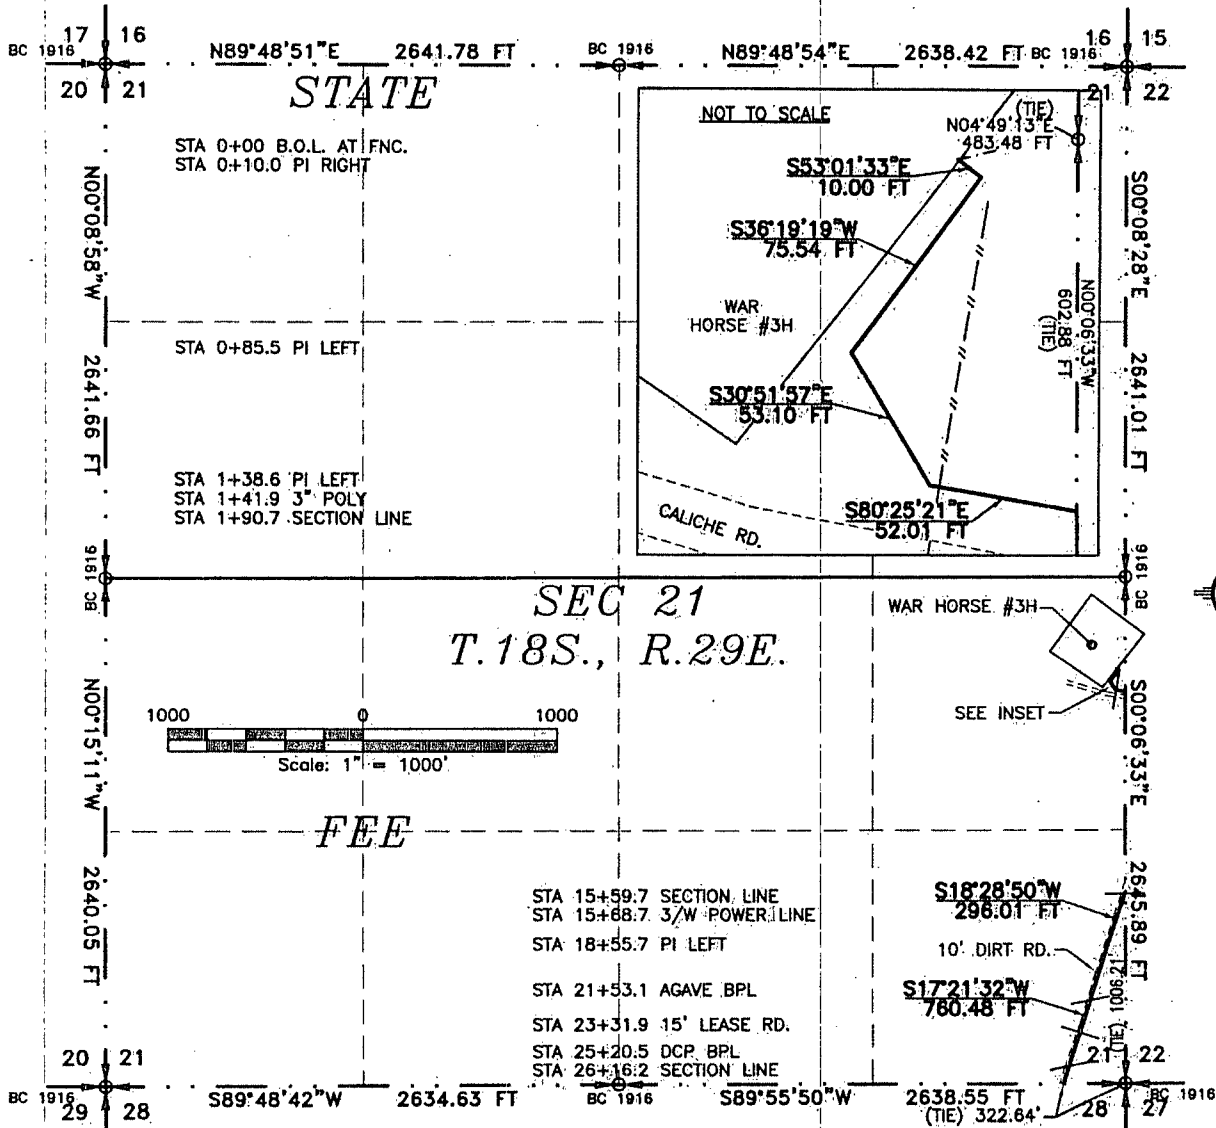 17 16
BC 1916
20 21
N89°48'51"E 2641.78 FT
BC 1916
N89°48'54"E 2638.42 FT
BC 1916
16 15
21 22
STATE
STA 0+00 B.O.L. AT FNC.
STA 0+10.0 PI RIGHT
STA 0+85.5 PI LEFT
STA 1+38.6 PI LEFT
STA 1+41.9 3" POLY
STA 1+90.7 SECTION LINE
N00°08'58"W 2641.66 FT
NOT TO SCALE
(TIE)
N04°49'13"E
483.48 FT
S53°01'33"E
10.00 FT
S36°19'19"W
75.54 FT
WAR
HORSE #3H
S30°51'57"E
53.10 FT
CALICHE RD.
S80°25'21"E
52.01 FT
N00°06'33"W
602.88 FT
(TIE)
S00°08'28"E 2641.01 FT
BC 1916
BC 1916
SEC 21
T.18S., R.29E.
WAR HORSE #3H
SEE INSET
1000 0 1000
Scale: 1" = 1000'
N00°15'11"W 2640.05 FT
FEE
S00°06'33"E 2645.89 FT
STA 15+59.7 SECTION LINE
STA 15+68.7 3/W POWER LINE
STA 18+55.7 PI LEFT
STA 21+53.1 AGAVE BPL
STA 23+31.9 15' LEASE RD.
STA 25+20.5 DCP BPL
STA 26+16.2 SECTION LINE
S18°28'50"W
296.01 FT
10' DIRT RD.
S17°21'32"W
760.48 FT
(TIE) 1006.21
20 21
BC 1916
29 28
S89°48'42"W 2634.63 FT
BC 1916
S89°55'50"W 2638.55 FT
(TIE) 322.64'
21 22
28 27
BC 1916